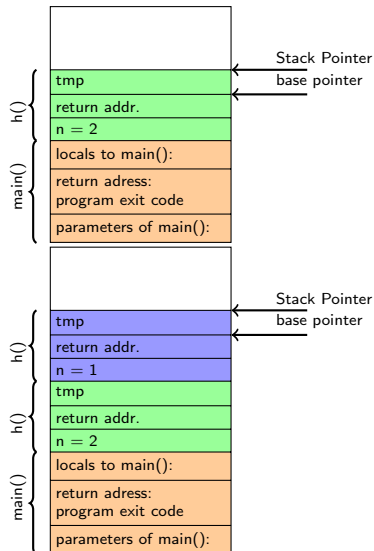 Stack Pointer
tmp
base pointer
return addr.
n = 2
h()
locals to main():
return adress:
program exit code
parameters of main():
main()
Stack Pointer
tmp
base pointer
return addr.
n = 1
h()
tmp
return addr.
n = 2
h()
locals to main():
return adress:
program exit code
parameters of main():
main()